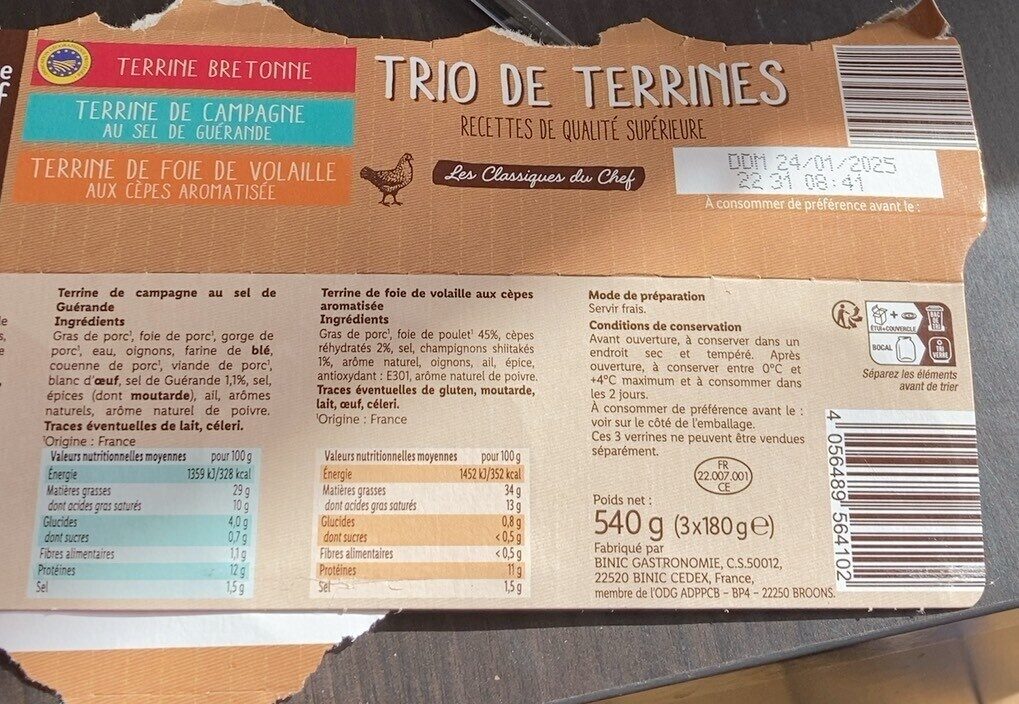 TERRINE BRETONNE
TERRINE DE CAMPAGNE
AU SEL DE GUÉRANDE
TERRINE DE FOIE DE VOLAILLE
AUX CÈPES AROMATISÉE
TRIO DE TERRINES
RECETTES DE QUALITÉ SUPÉRIEURE
Les Classiques du Chef
DDM 24/01/2025
22 31 08:41
À consommer de préférence avant le :
Terrine de campagne au sel de
Guérande
Ingrédients
Gras de porc¹, foie de porc¹, gorge de
porc¹, eau, oignons, farine de blé,
couenne de porc¹, viande de porc¹,
blanc d'œuf, sel de Guérande 1,1%, sel,
épices (dont moutarde), ail, arômes
naturels, arôme naturel de poivre.
Traces éventuelles de lait, céleri.
¹Origine : France
Valeurs nutritionnelles moyennes pour 100 g
Énergie 1359 kJ/328 kcal
Matières grasses 29 g
dont acides gras saturés 10 g
Glucides 4,0 g
dont sucres 0,7 g
Fibres alimentaires 1,1 g
Protéines 12 g
Sel 1,5 g
Terrine de foie de volaille aux cèpes
aromatisée
Ingrédients
Gras de porc¹, foie de poulet¹ 45%, cèpes
réhydratés 2%, sel, champignons shiitakés
1%, arôme naturel, oignons, ail, épice,
antioxydant : E301, arôme naturel de poivre.
Traces éventuelles de gluten, moutarde,
lait, œuf, céleri.
¹Origine : France
Valeurs nutritionnelles moyennes pour 100 g
Énergie 1452 kJ/352 kcal
Matières grasses 34 g
dont acides gras saturés 13 g
Glucides 0,8 g
dont sucres < 0,5 g
Fibres alimentaires < 0,5 g
Protéines 11 g
Sel 1,5 g
Mode de préparation
Servir frais.
Conditions de conservation
Avant ouverture, à conserver dans un
endroit sec et tempéré. Après
ouverture, à conserver entre 0°C et
+4°C maximum et à consommer dans
les 2 jours.
À consommer de préférence avant le :
voir sur le côté de l'emballage.
Ces 3 verrines ne peuvent être vendues
séparément.
FR
22.007.001
CE
Poids net :
540 g (3x180 g ℮)
Fabriqué par
BINIC GASTRONOMIE, C.S.50012,
22520 BINIC CEDEX, France,
membre de l'ODG ADPPCB - BP4 - 22250 BROONS.
ÉTUI+COUVERCLE
BAC
DE
TRI
BOCAL
TRI
VERRE
Séparez les éléments
avant de trier
4 056489 564102